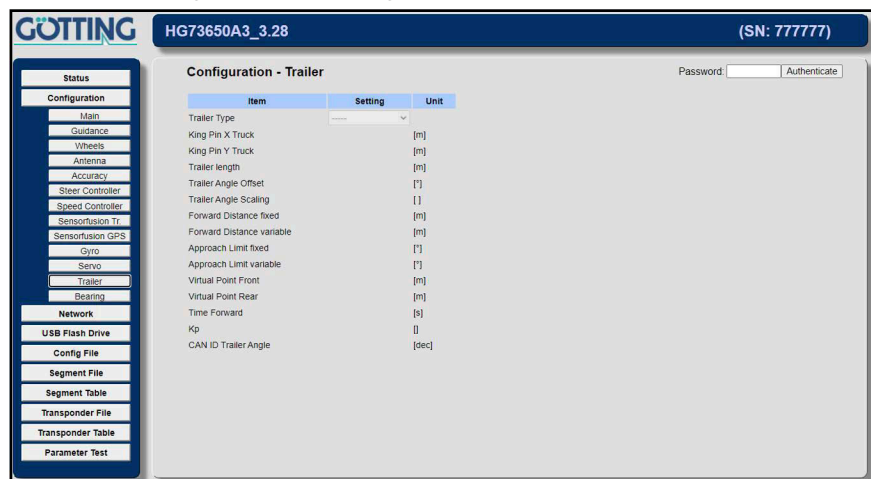 GÖTTING
HG73650A3_3.28
(SN: 777777)
Status
Configuration
Main
Guidance
Wheels
Antenna
Accuracy
Steer Controller
Speed Controller
Sensorfusion Tr.
Sensorfusion GPS
Gyro
Servo
Trailer
Bearing
Network
USB Flash Drive
Config File
Segment File
Segment Table
Transponder File
Transponder Table
Parameter Test
Configuration - Trailer
Password: Authenticate
Item Setting Unit
Trailer Type -----
King Pin X Truck [m]
King Pin Y Truck [m]
Trailer length [m]
Trailer Angle Offset [°]
Trailer Angle Scaling [ ]
Forward Distance fixed [m]
Forward Distance variable [m]
Approach Limit fixed [°]
Approach Limit variable [°]
Virtual Point Front [m]
Virtual Point Rear [m]
Time Forward [s]
Kp []
CAN ID Trailer Angle [dec]